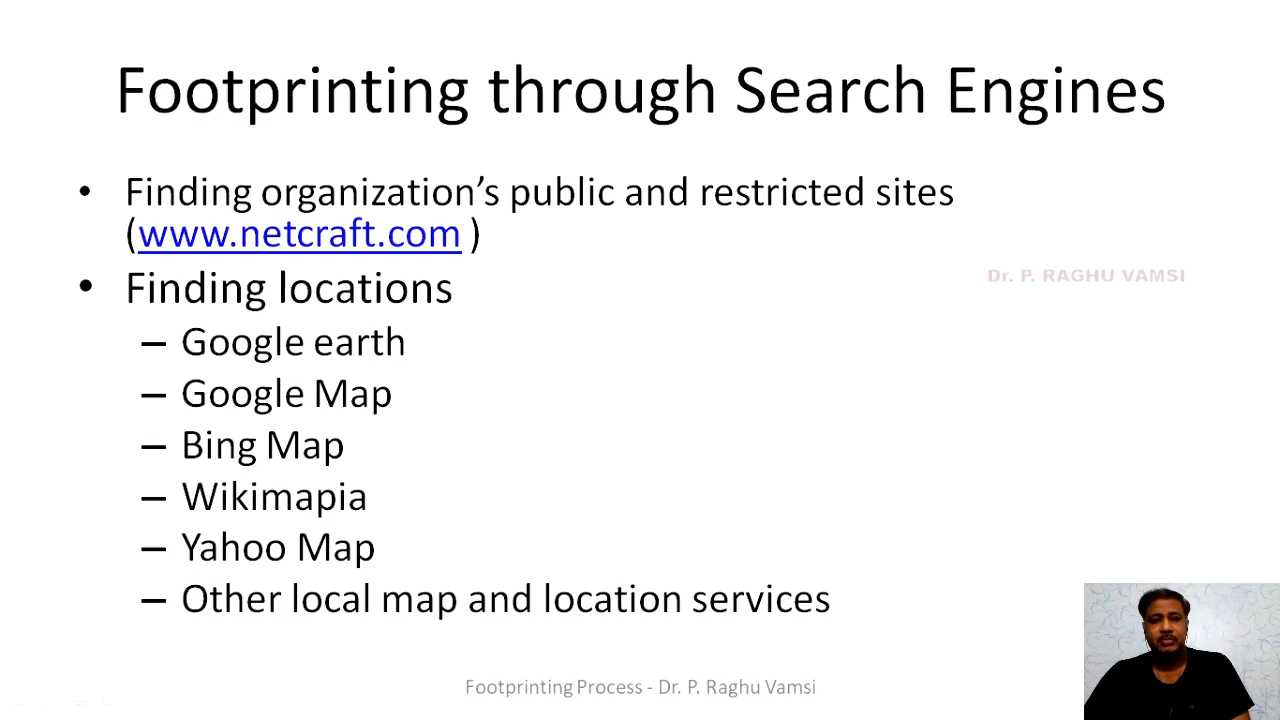 Footprinting through Search Engines
• Finding organization’s public and restricted sites
(www.netcraft.com )
• Finding locations
Dr. P. RAGHU VAMSI
– Google earth
– Google Map
– Bing Map
– Wikimapia
– Yahoo Map
– Other local map and location services
Footprinting Process - Dr. P. Raghu Vamsi